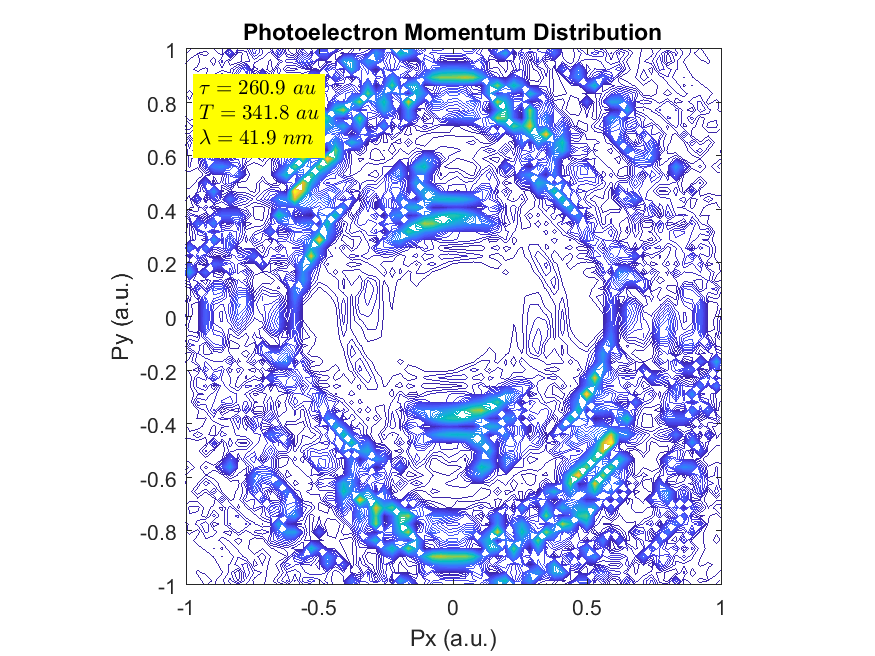 Photoelectron Momentum Distribution
τ = 260.9 au
T = 341.8 au
λ = 41.9 nm
1
0.8
0.6
0.4
0.2
0
-0.2
-0.4
-0.6
-0.8
-1
Py (a.u.)
-1 -0.5 0 0.5 1
Px (a.u.)